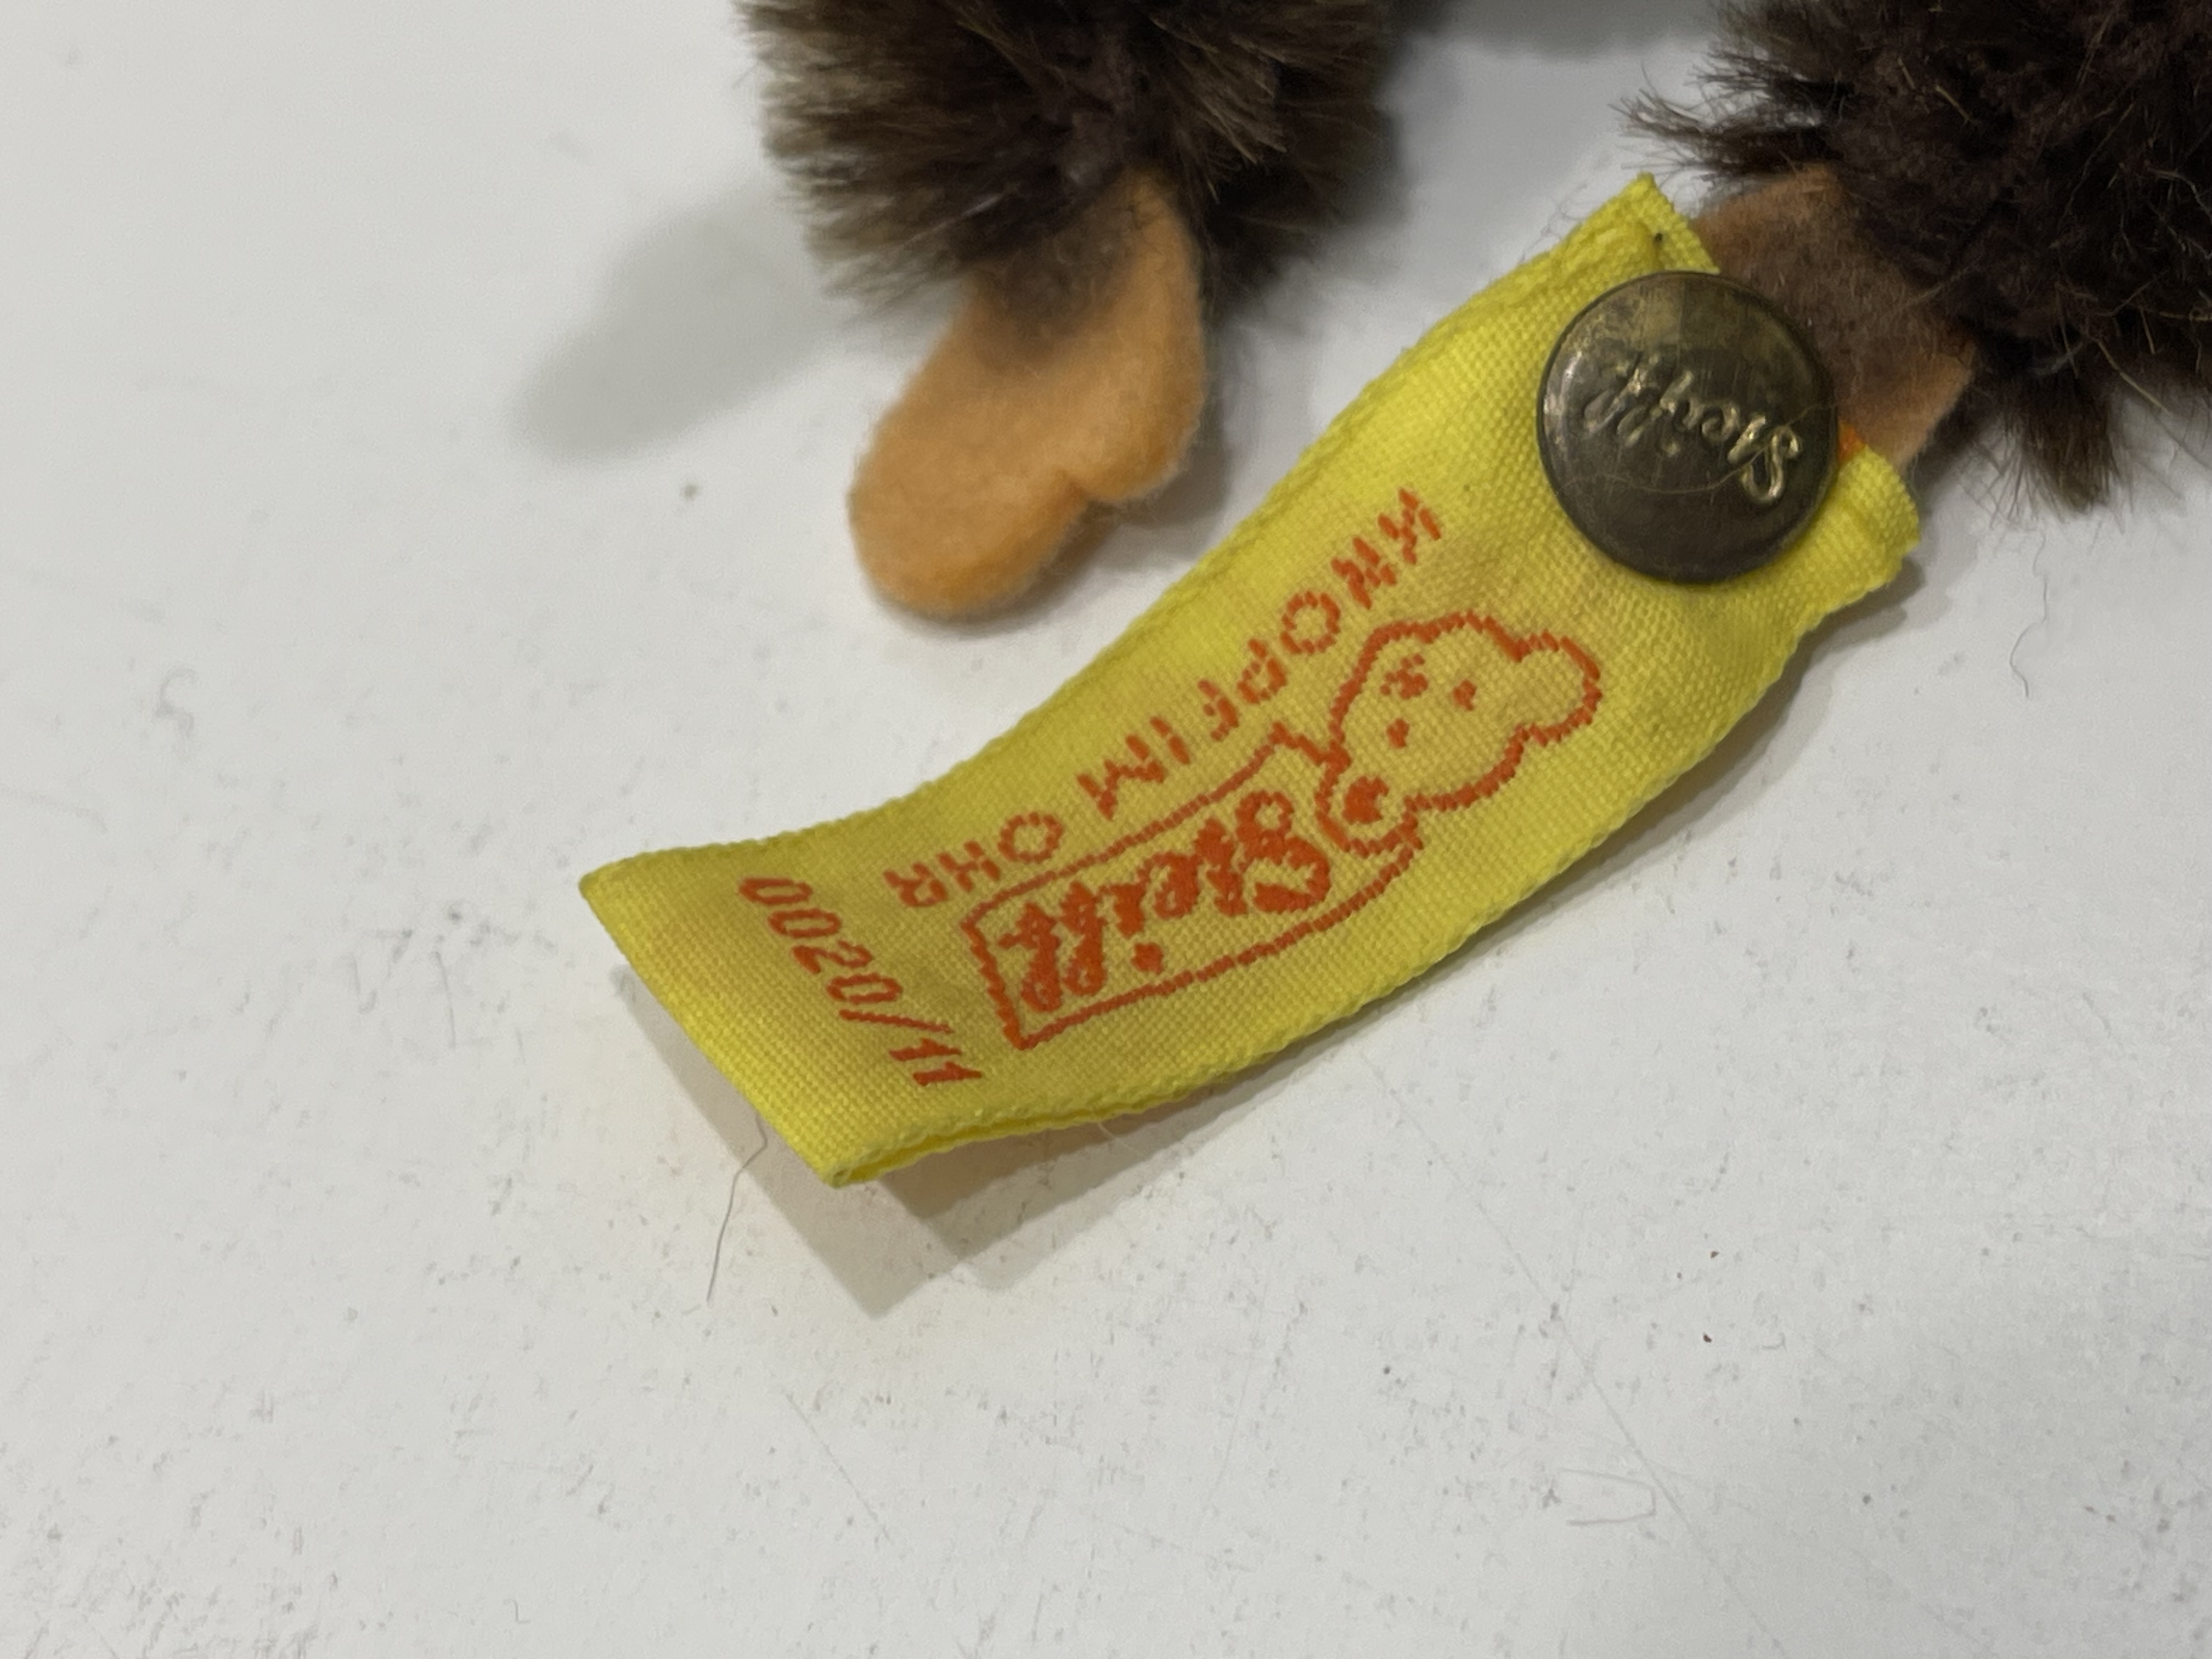 Steiff
KNOPF IM OHR
Steiff
0020/11